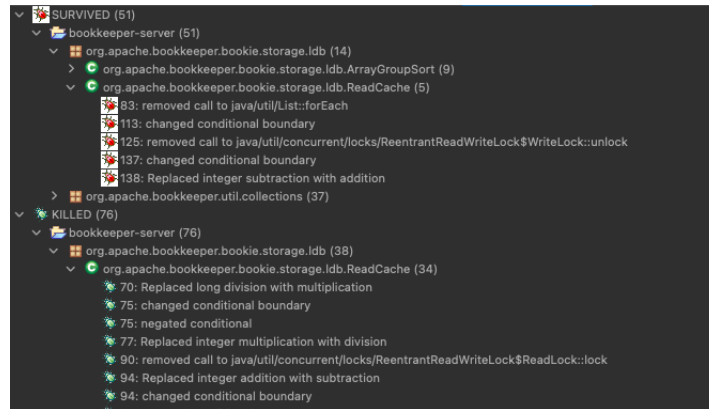 SURVIVED (51)
bookkeeper-server (51)
org.apache.bookkeeper.bookie.storage.ldb (14)
org.apache.bookkeeper.bookie.storage.ldb.ArrayGroupSort (9)
org.apache.bookkeeper.bookie.storage.ldb.ReadCache (5)
83: removed call to java/util/List::forEach
113: changed conditional boundary
125: removed call to java/util/concurrent/locks/ReentrantReadWriteLock$WriteLock::unlock
137: changed conditional boundary
138: Replaced integer subtraction with addition
org.apache.bookkeeper.util.collections (37)
KILLED (76)
bookkeeper-server (76)
org.apache.bookkeeper.bookie.storage.ldb (38)
org.apache.bookkeeper.bookie.storage.ldb.ReadCache (34)
70: Replaced long division with multiplication
75: changed conditional boundary
75: negated conditional
77: Replaced integer multiplication with division
90: removed call to java/util/concurrent/locks/ReentrantReadWriteLock$ReadLock::lock
94: Replaced integer addition with subtraction
94: changed conditional boundary